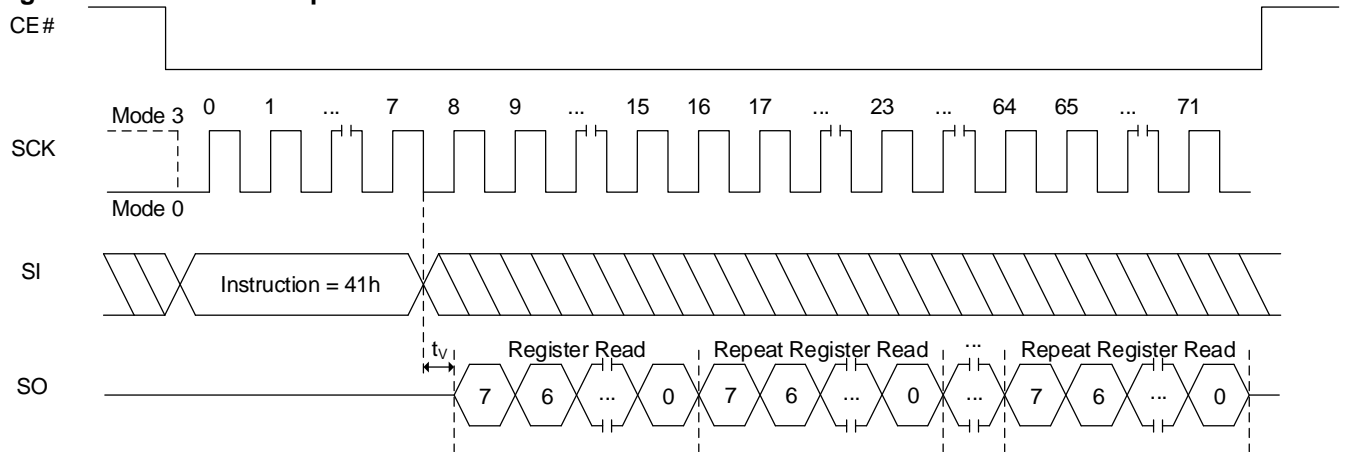 CE#
Mode 3 0 1 ... 7 8 9 ... 15 16 17 ... 23 ... 64 65 ... 71
SCK
Mode 0
SI Instruction = 41h
tV Register Read Repeat Register Read ... Repeat Register Read
SO 7 6 ... 0 7 6 ... 0 ... 7 6 ... 0